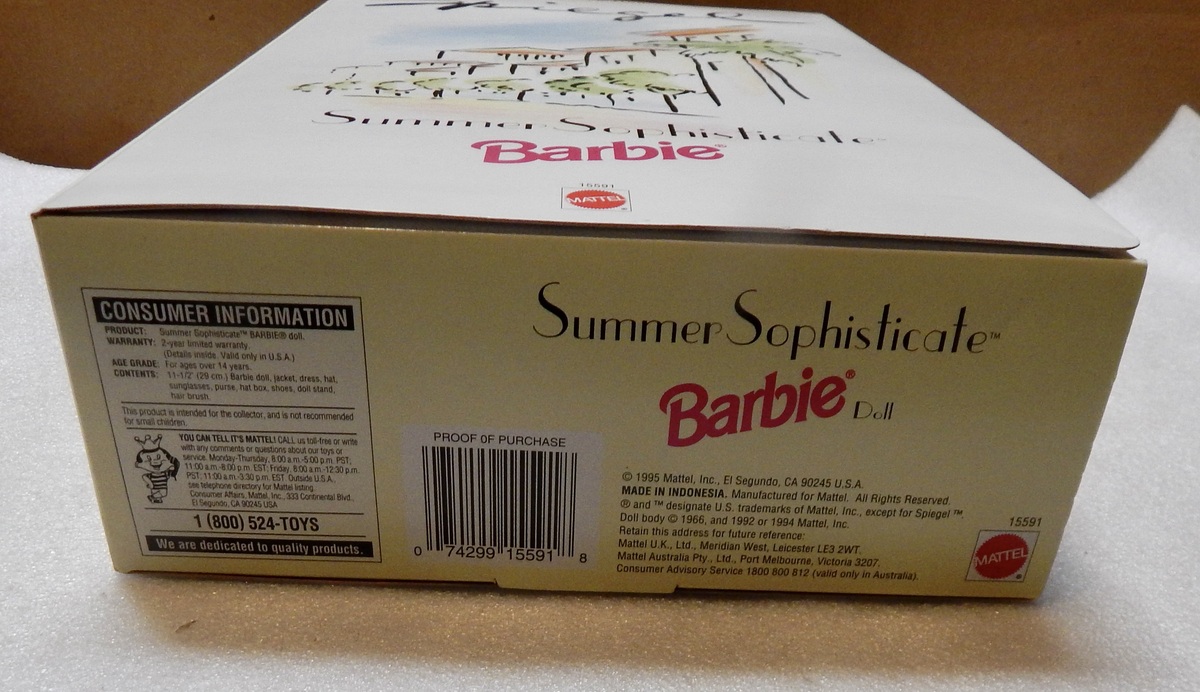 Spiegel
Summer Sophisticate™
Barbie®
15591
MATTEL®
CONSUMER INFORMATION
PRODUCT: Summer Sophisticate™ BARBIE® doll.
WARRANTY: 2-year limited warranty.
(Details inside. Valid only in U.S.A.)
AGE GRADE: For ages over 14 years.
CONTENTS: 11-1/2" (29 cm.) Barbie doll, jacket, dress, hat,
sunglasses, purse, hat box, shoes, doll stand,
hair brush.
This product is intended for the collector, and is not recommended
for small children.
YOU CAN TELL IT'S MATTEL! CALL us toll-free or write
with any comments or questions about our toys or
service. Monday-Thursday, 8:00 a.m.-5:00 p.m. PST;
11:00 a.m.-8:00 p.m. EST; Friday, 8:00 a.m.-12:30 p.m.
PST; 11:00 a.m.-3:30 p.m. EST. Outside U.S.A.,
see telephone directory for Mattel listing.
Consumer Affairs, Mattel, Inc., 333 Continental Blvd.,
El Segundo, CA 90245 USA
1 (800) 524-TOYS
We are dedicated to quality products.
PROOF OF PURCHASE
0 74299 15591 8
Summer Sophisticate™
Barbie® Doll
© 1995 Mattel, Inc., El Segundo, CA 90245 U.S.A.
MADE IN INDONESIA. Manufactured for Mattel. All Rights Reserved.
® and ™ designate U.S. trademarks of Mattel, Inc., except for Spiegel ™
Doll body © 1966, and 1992 or 1994 Mattel, Inc.
Retain this address for future reference:
Mattel U.K., Ltd., Meridian West, Leicester LE3 2WT.
Mattel Australia Pty., Ltd., Port Melbourne, Victoria 3207.
Consumer Advisory Service 1800 800 812 (valid only in Australia).
15591
MATTEL®